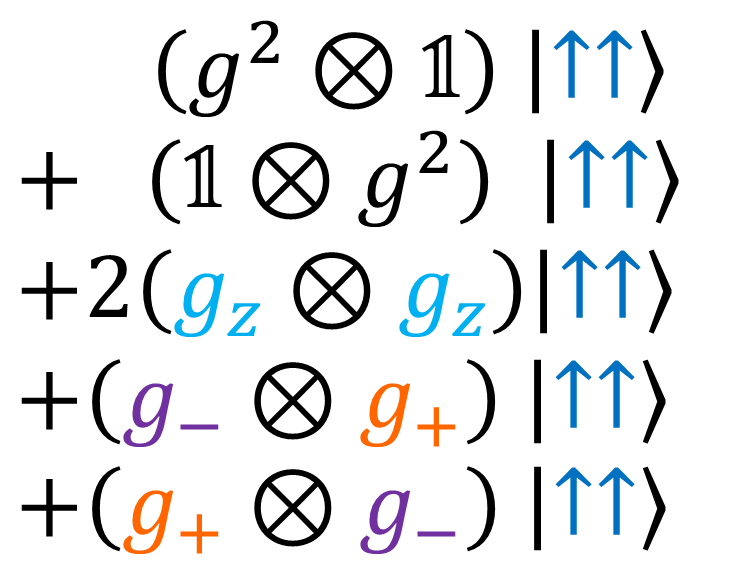 (g² ⊗ 𝟙) |↑↑⟩
+ (𝟙 ⊗ g²) |↑↑⟩
+2(g_z ⊗ g_z)|↑↑⟩
+(g₋ ⊗ g₊) |↑↑⟩
+(g₊ ⊗ g₋) |↑↑⟩